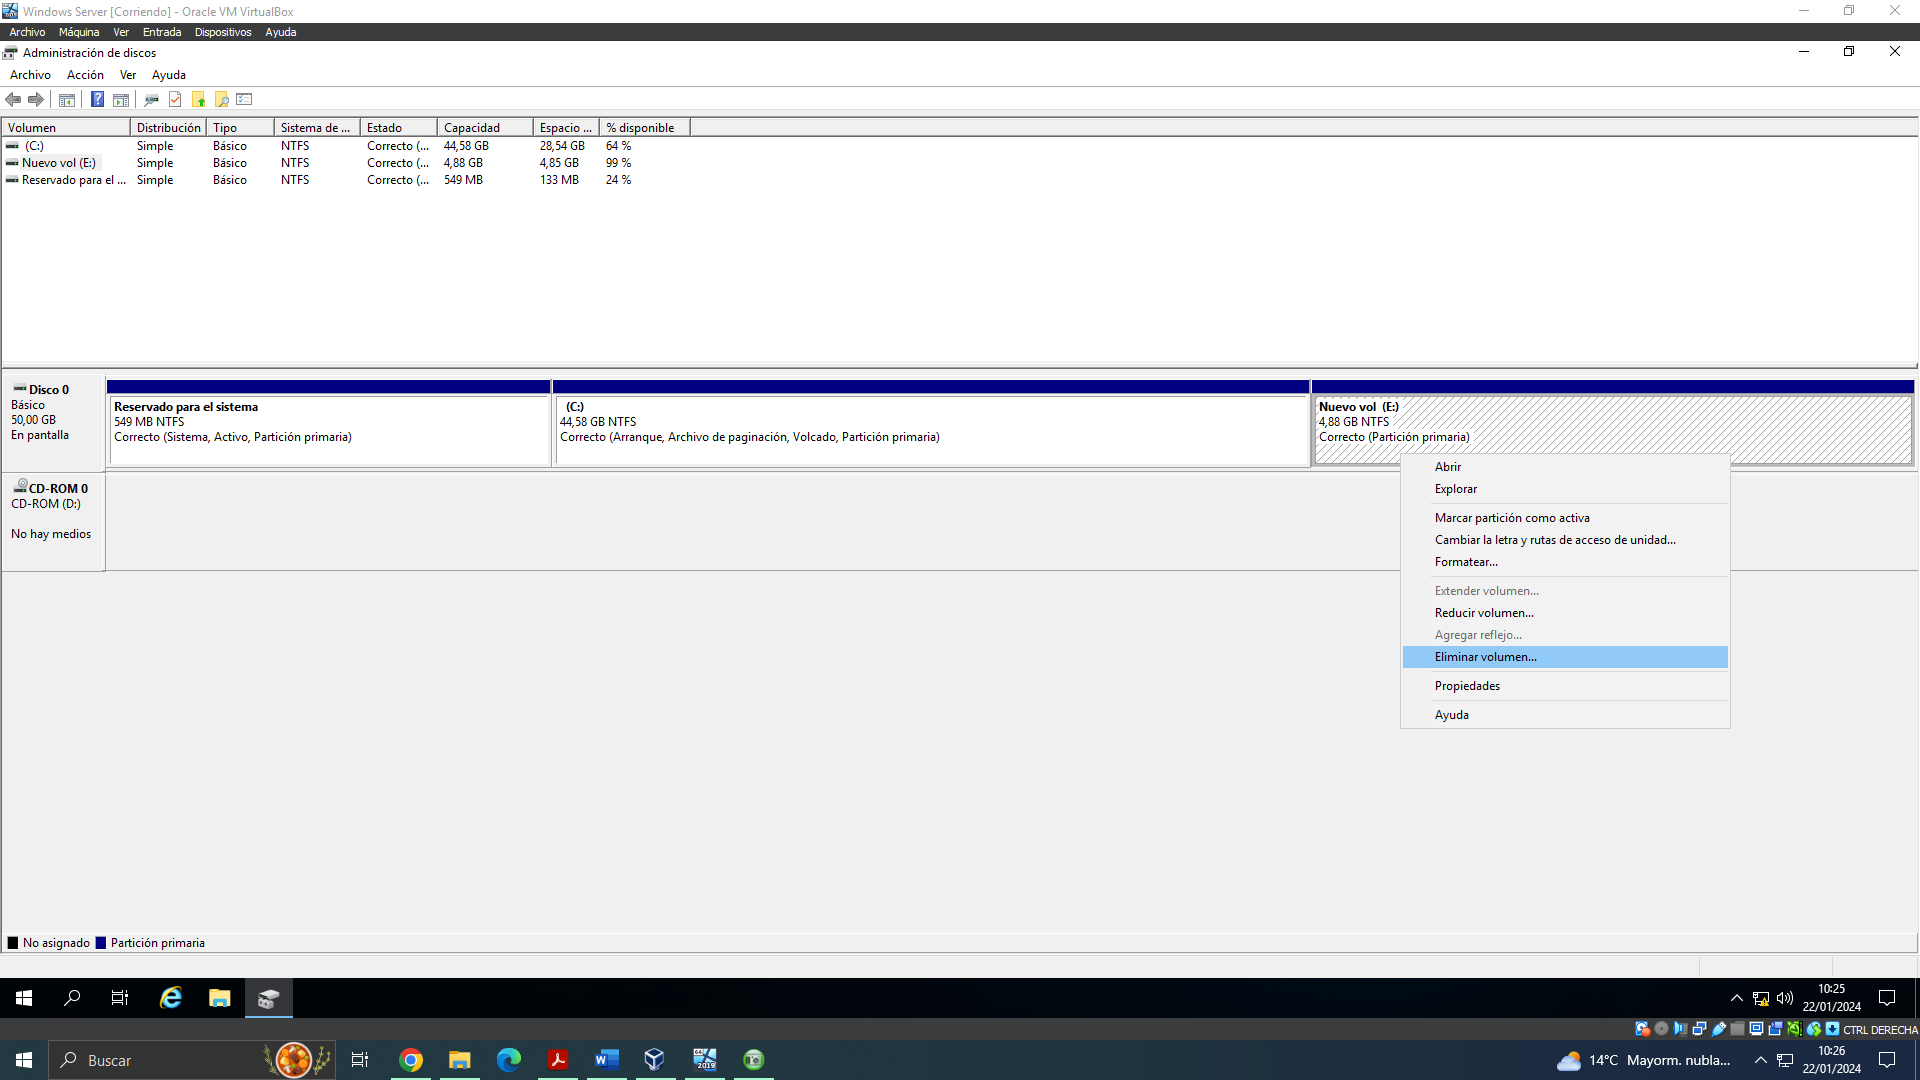 Windows Server [Corriendo] - Oracle VM VirtualBox
Archivo Máquina Ver Entrada Dispositivos Ayuda
Administración de discos
Archivo Acción Ver Ayuda
Volumen Distribución Tipo Sistema de ... Estado Capacidad Espacio ... % disponible
(C:) Simple Básico NTFS Correcto (... 44,58 GB 28,54 GB 64 %
Nuevo vol (E:) Simple Básico NTFS Correcto (... 4,88 GB 4,85 GB 99 %
Reservado para el ... Simple Básico NTFS Correcto (... 549 MB 133 MB 24 %
Disco 0
Básico
50,00 GB
En pantalla
Reservado para el sistema
549 MB NTFS
Correcto (Sistema, Activo, Partición primaria)
(C:)
44,58 GB NTFS
Correcto (Arranque, Archivo de paginación, Volcado, Partición primaria)
Nuevo vol (E:)
4,88 GB NTFS
Correcto (Partición primaria)
CD-ROM 0
CD-ROM (D:)
No hay medios
Abrir
Explorar
Marcar partición como activa
Cambiar la letra y rutas de acceso de unidad...
Formatear...
Extender volumen...
Reducir volumen...
Agregar reflejo...
Eliminar volumen...
Propiedades
Ayuda
No asignado Partición primaria
10:25
22/01/2024
CTRL DERECHA
Buscar
2019
14°C Mayorm. nubla...
10:26
22/01/2024